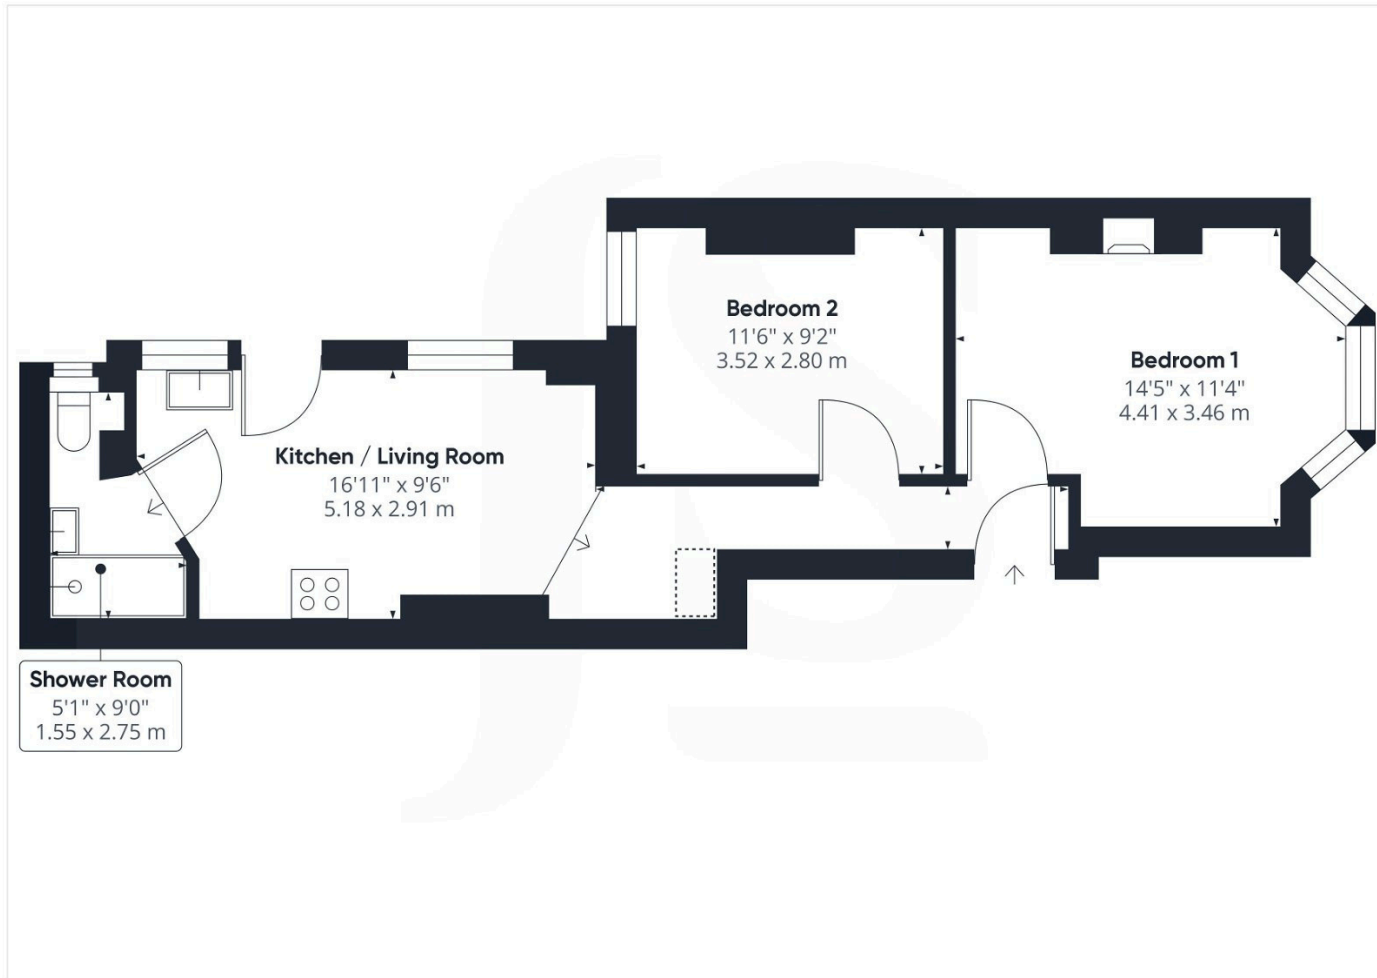 Bedroom 2
11'6" x 9'2"
3.52 x 2.80 m
Bedroom 1
14'5" x 11'4"
4.41 x 3.46 m
Kitchen / Living Room
16'11" x 9'6"
5.18 x 2.91 m
Shower Room
5'1" x 9'0"
1.55 x 2.75 m